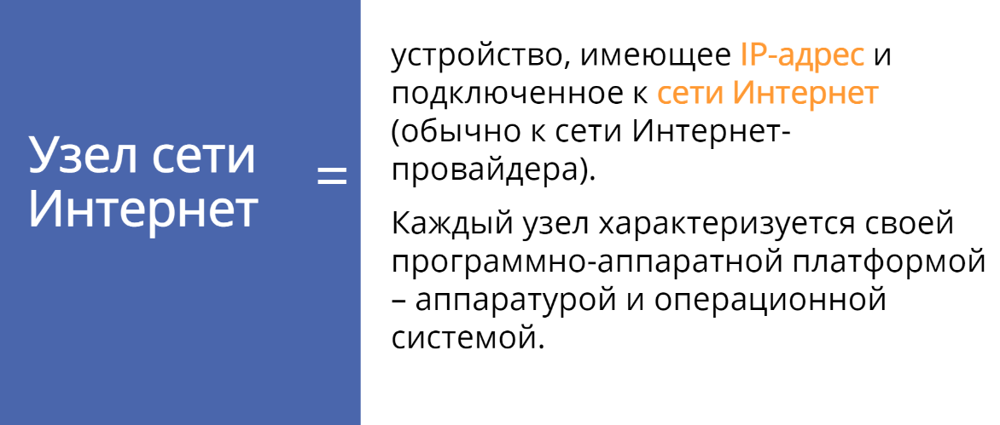 Узел сети
Интернет
=
устройство, имеющее IP-адрес и
подключенное к сети Интернет
(обычно к сети Интернет-
провайдера).
Каждый узел характеризуется своей
программно-аппаратной платформой
– аппаратурой и операционной
системой.